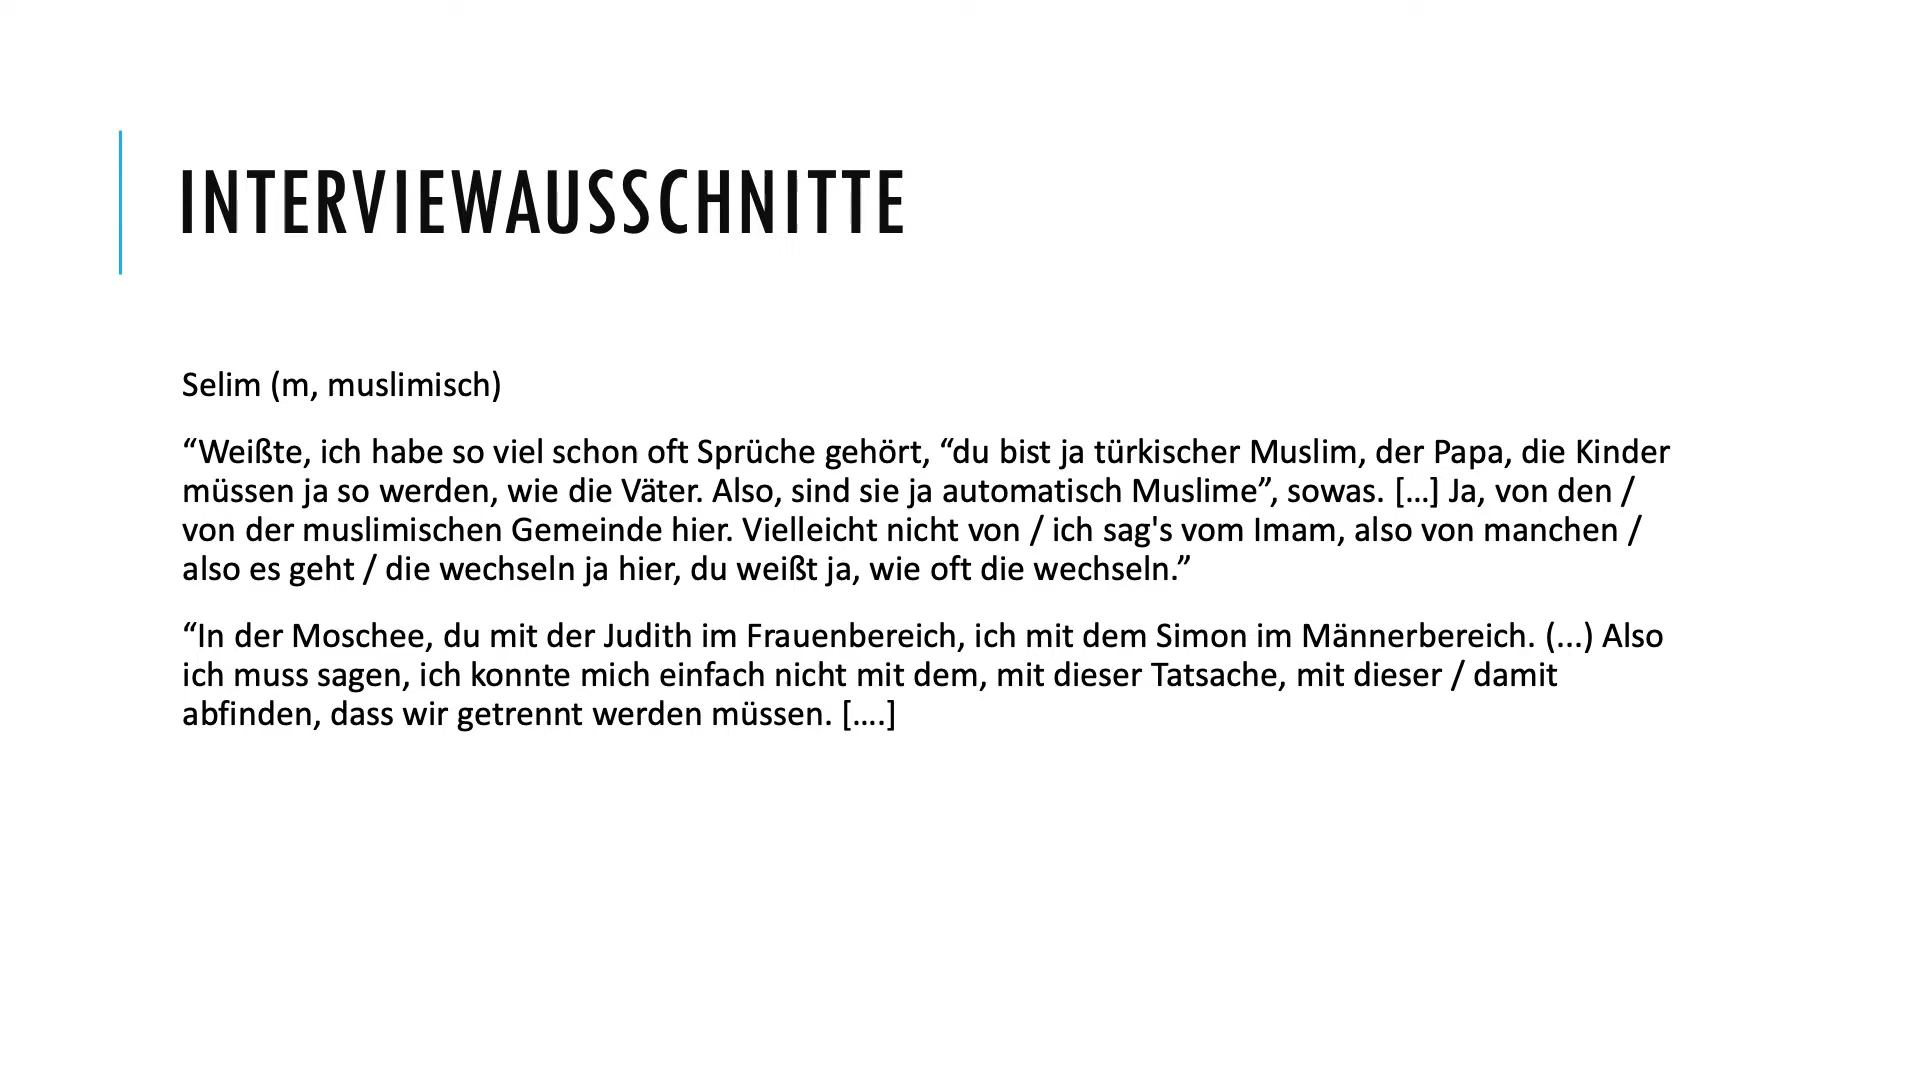 INTERVIEWAUSSCHNITTE
Selim (m, muslimisch)
“Weißte, ich habe so viel schon oft Sprüche gehört, “du bist ja türkischer Muslim, der Papa, die Kinder
müssen ja so werden, wie die Väter. Also, sind sie ja automatisch Muslime”, sowas. […] Ja, von den /
von der muslimischen Gemeinde hier. Vielleicht nicht von / ich sag's vom Imam, also von manchen /
also es geht / die wechseln ja hier, du weißt ja, wie oft die wechseln.”
“In der Moschee, du mit der Judith im Frauenbereich, ich mit dem Simon im Männerbereich. (...) Also
ich muss sagen, ich konnte mich einfach nicht mit dem, mit dieser Tatsache, mit dieser / damit
abfinden, dass wir getrennt werden müssen. [….]